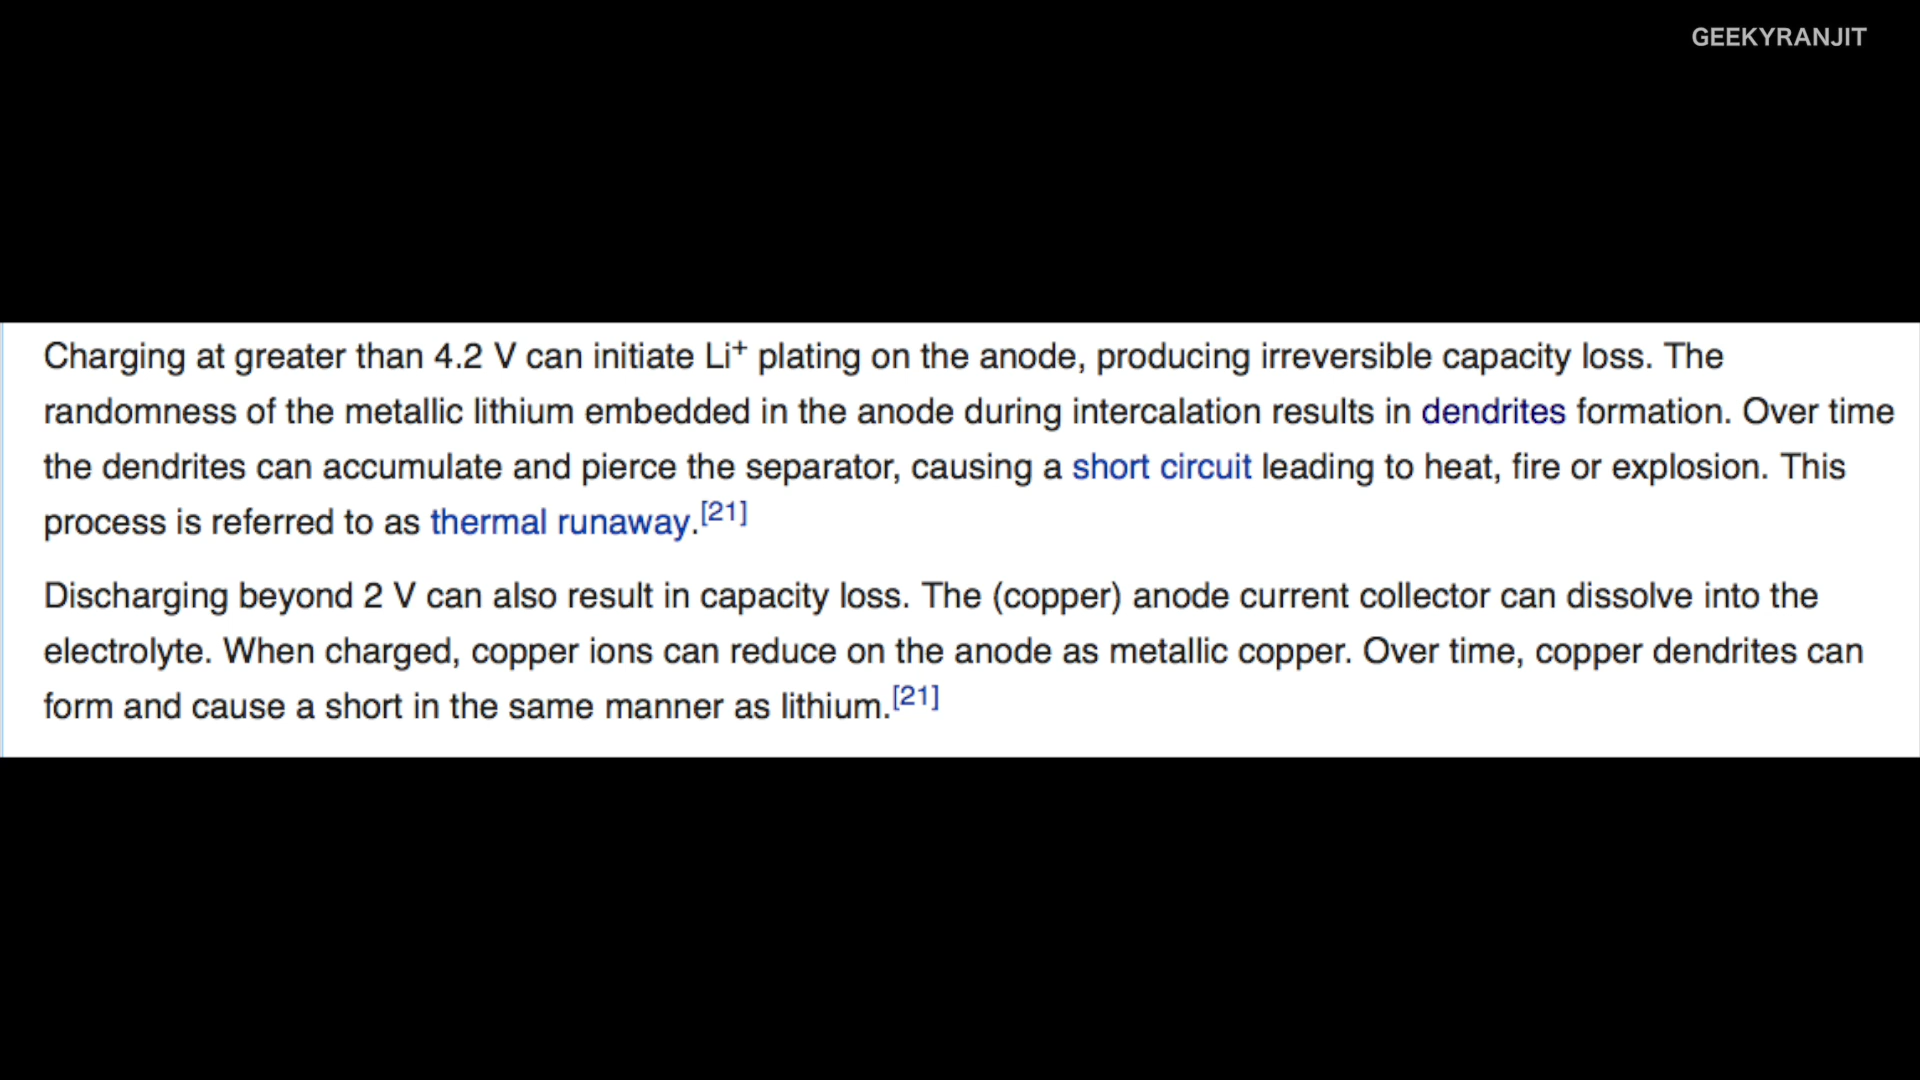 GEEKYRANJIT
Charging at greater than 4.2 V can initiate Li⁺ plating on the anode, producing irreversible capacity loss. The
randomness of the metallic lithium embedded in the anode during intercalation results in dendrites formation. Over time
the dendrites can accumulate and pierce the separator, causing a short circuit leading to heat, fire or explosion. This
process is referred to as thermal runaway.[21]
Discharging beyond 2 V can also result in capacity loss. The (copper) anode current collector can dissolve into the
electrolyte. When charged, copper ions can reduce on the anode as metallic copper. Over time, copper dendrites can
form and cause a short in the same manner as lithium.[21]